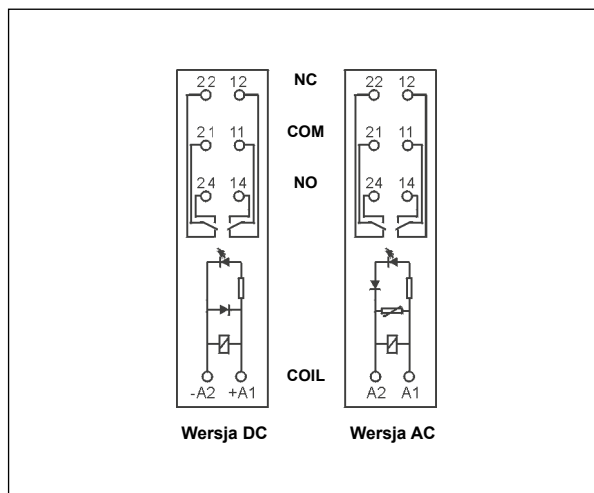 22 12 NC 22 12
21 11 COM 21 11
24 14 NO 24 14
COIL
-A2 +A1 A2 A1
Wersja DC Wersja AC